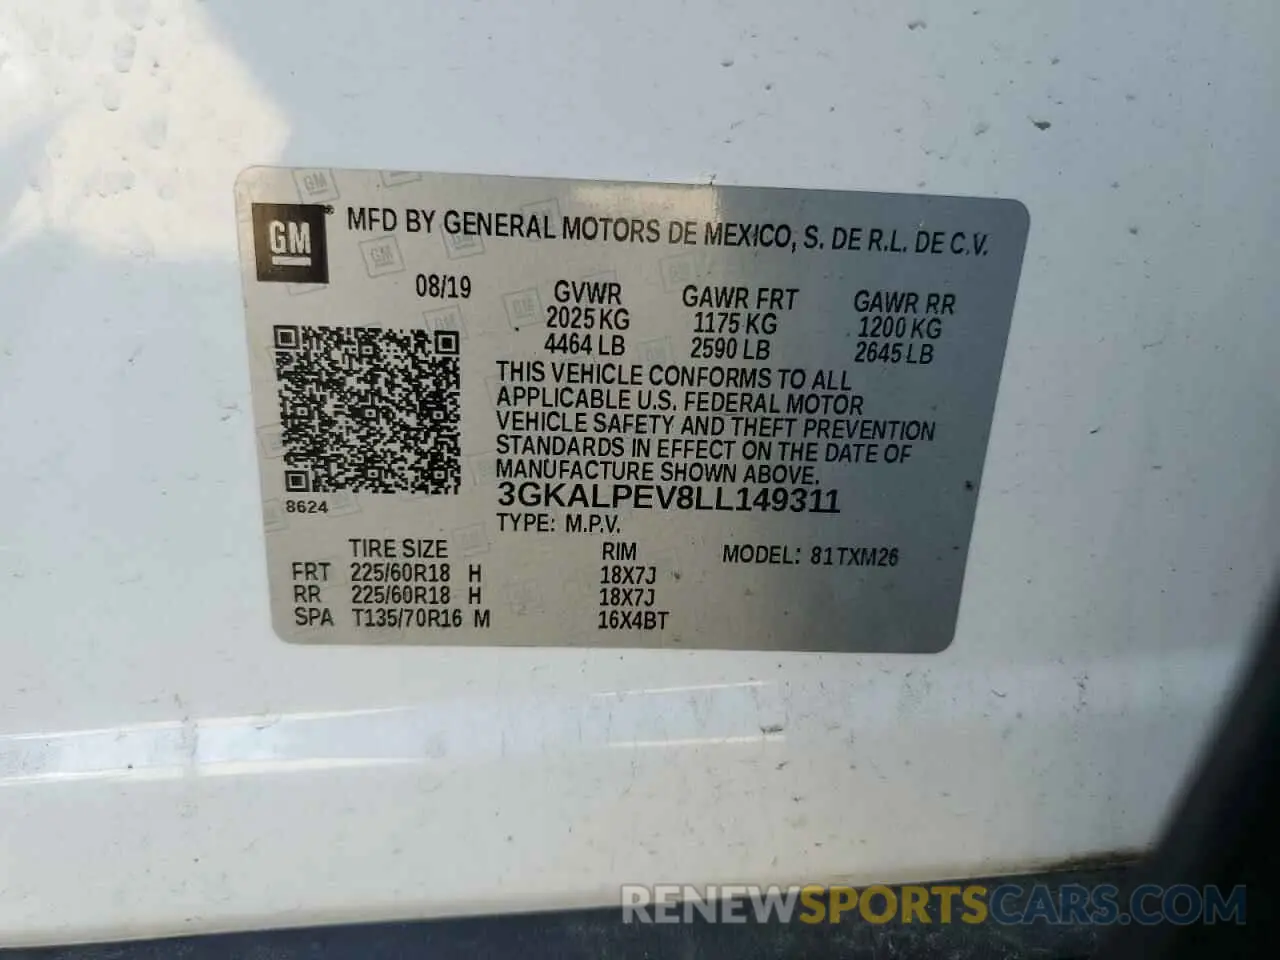 GM® MFD BY GENERAL MOTORS DE MEXICO, S. DE R.L. DE C.V.
08/19 GVWR GAWR FRT GAWR RR
2025 KG 1175 KG 1200 KG
4464 LB 2590 LB 2645 LB
THIS VEHICLE CONFORMS TO ALL
APPLICABLE U.S. FEDERAL MOTOR
VEHICLE SAFETY AND THEFT PREVENTION
STANDARDS IN EFFECT ON THE DATE OF
MANUFACTURE SHOWN ABOVE.
8624 3GKALPEV8LL149311
TYPE: M.P.V.
TIRE SIZE RIM MODEL: 81TXM26
FRT 225/60R18 H 18X7J
RR 225/60R18 H 18X7J
SPA T135/70R16 M 16X4BT
RENEWSPORTSCARS.COM